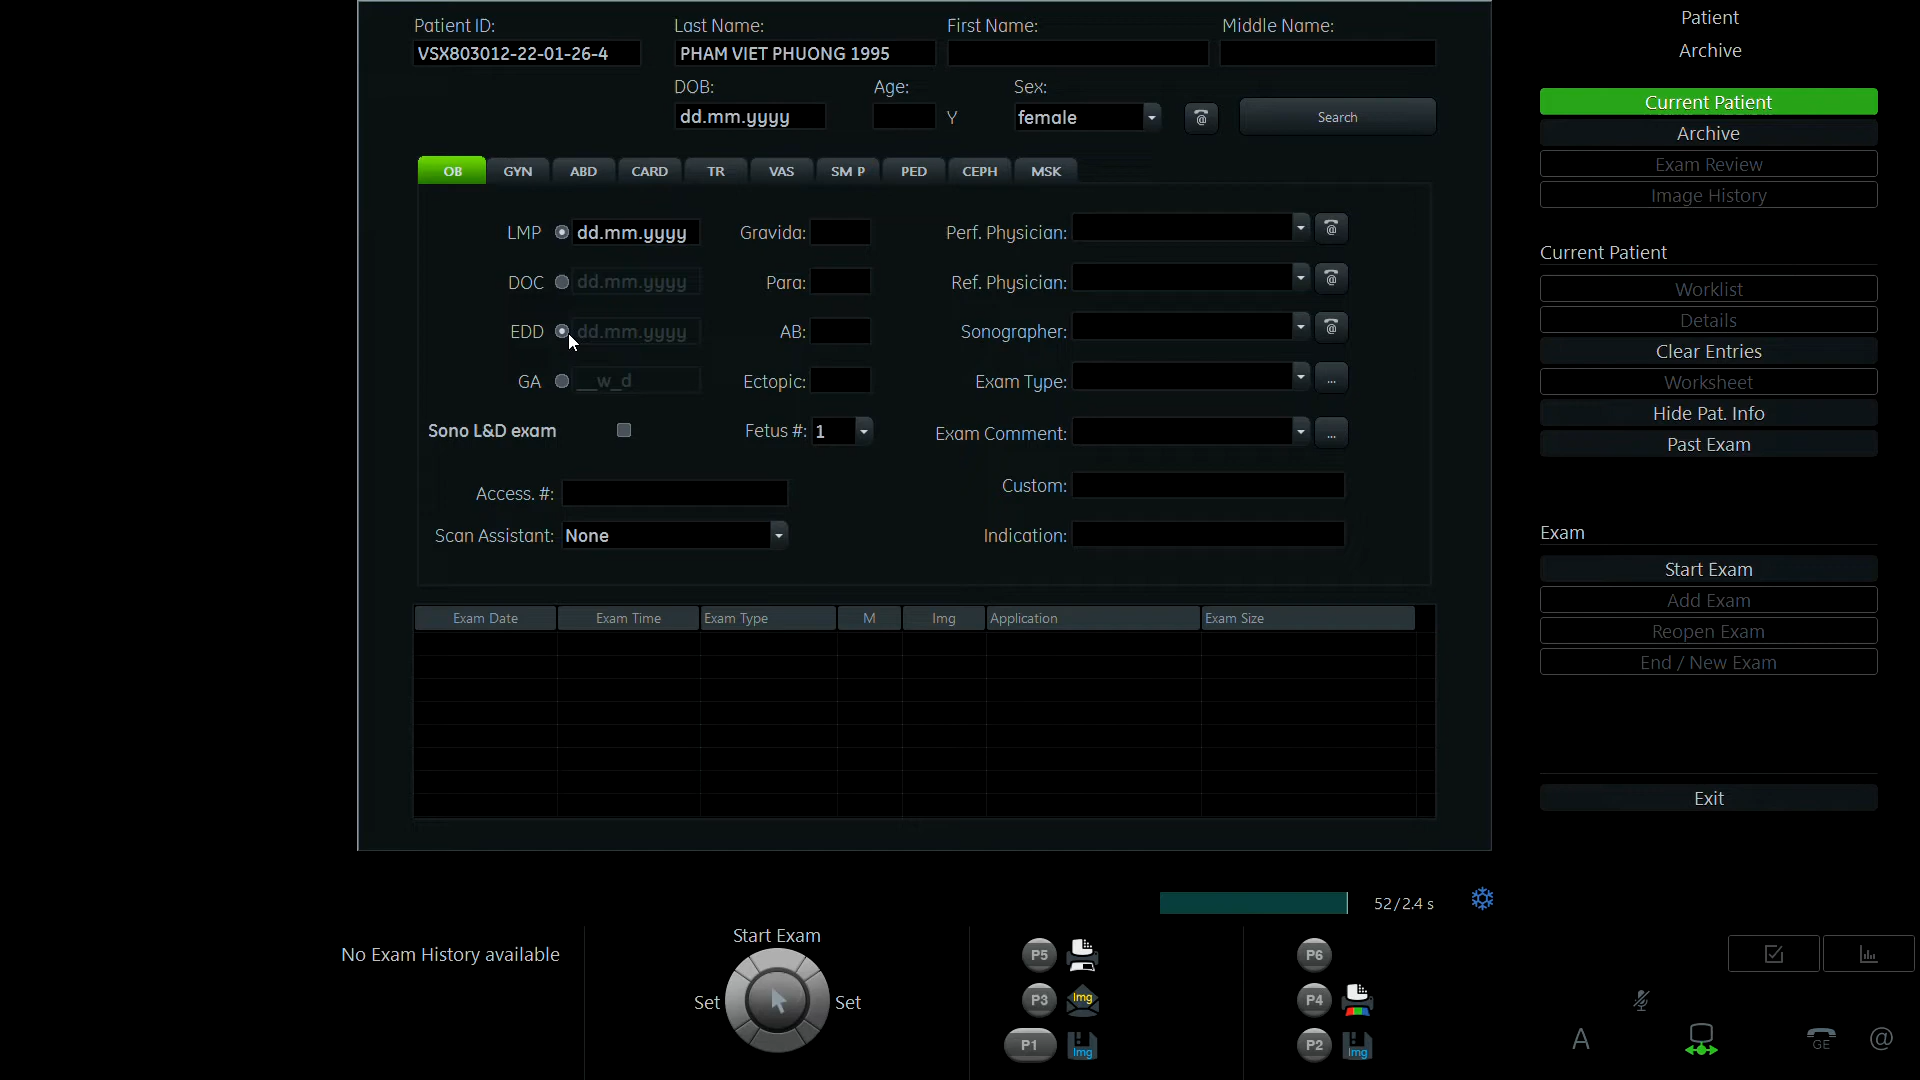 Patient ID: Last Name: First Name: Middle Name:
VSX803012-22-01-26-4 PHAM VIET PHUONG 1995
DOB: Age: Sex:
dd.mm.yyyy Y female Search
OB GYN ABD CARD TR VAS SM P PED CEPH MSK
LMP dd.mm.yyyy Gravida: Perf. Physician:
DOC dd.mm.yyyy Para: Ref. Physician:
EDD dd.mm.yyyy AB: Sonographer:
GA __w_d Ectopic: Exam Type: ...
Sono L&D exam Fetus #: 1 Exam Comment: ...
Access. #: Custom:
Scan Assistant: None Indication:
Exam Date Exam Time Exam Type M Img Application Exam Size
52/2.4 s
No Exam History available
Start Exam
Set Set
P5
P3 Img
P1 Img
P6
P4
P2 Img
Patient
Archive
Current Patient
Archive
Exam Review
Image History
Current Patient
Worklist
Details
Clear Entries
Worksheet
Hide Pat. Info
Past Exam
Exam
Start Exam
Add Exam
Reopen Exam
End / New Exam
Exit
A GE @